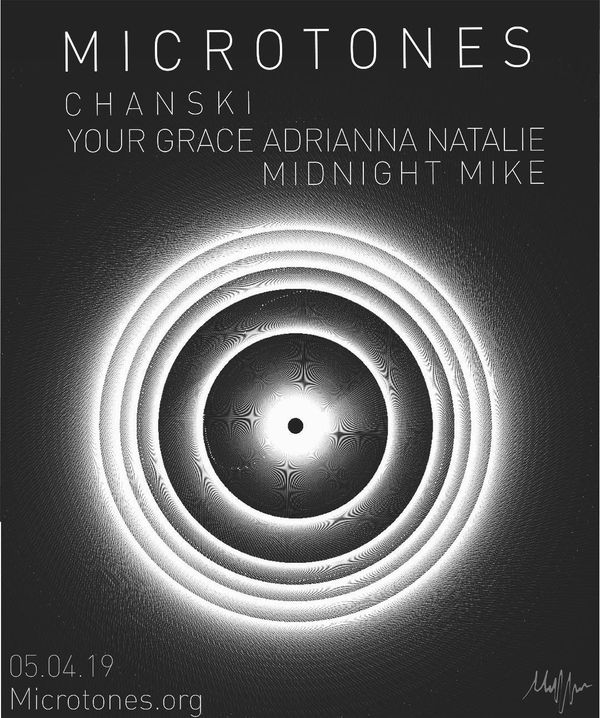 MICROTONES
CHANSKI
YOUR GRACE ADRIANNA NATALIE
MIDNIGHT MIKE
05.04.19
Microtones.org